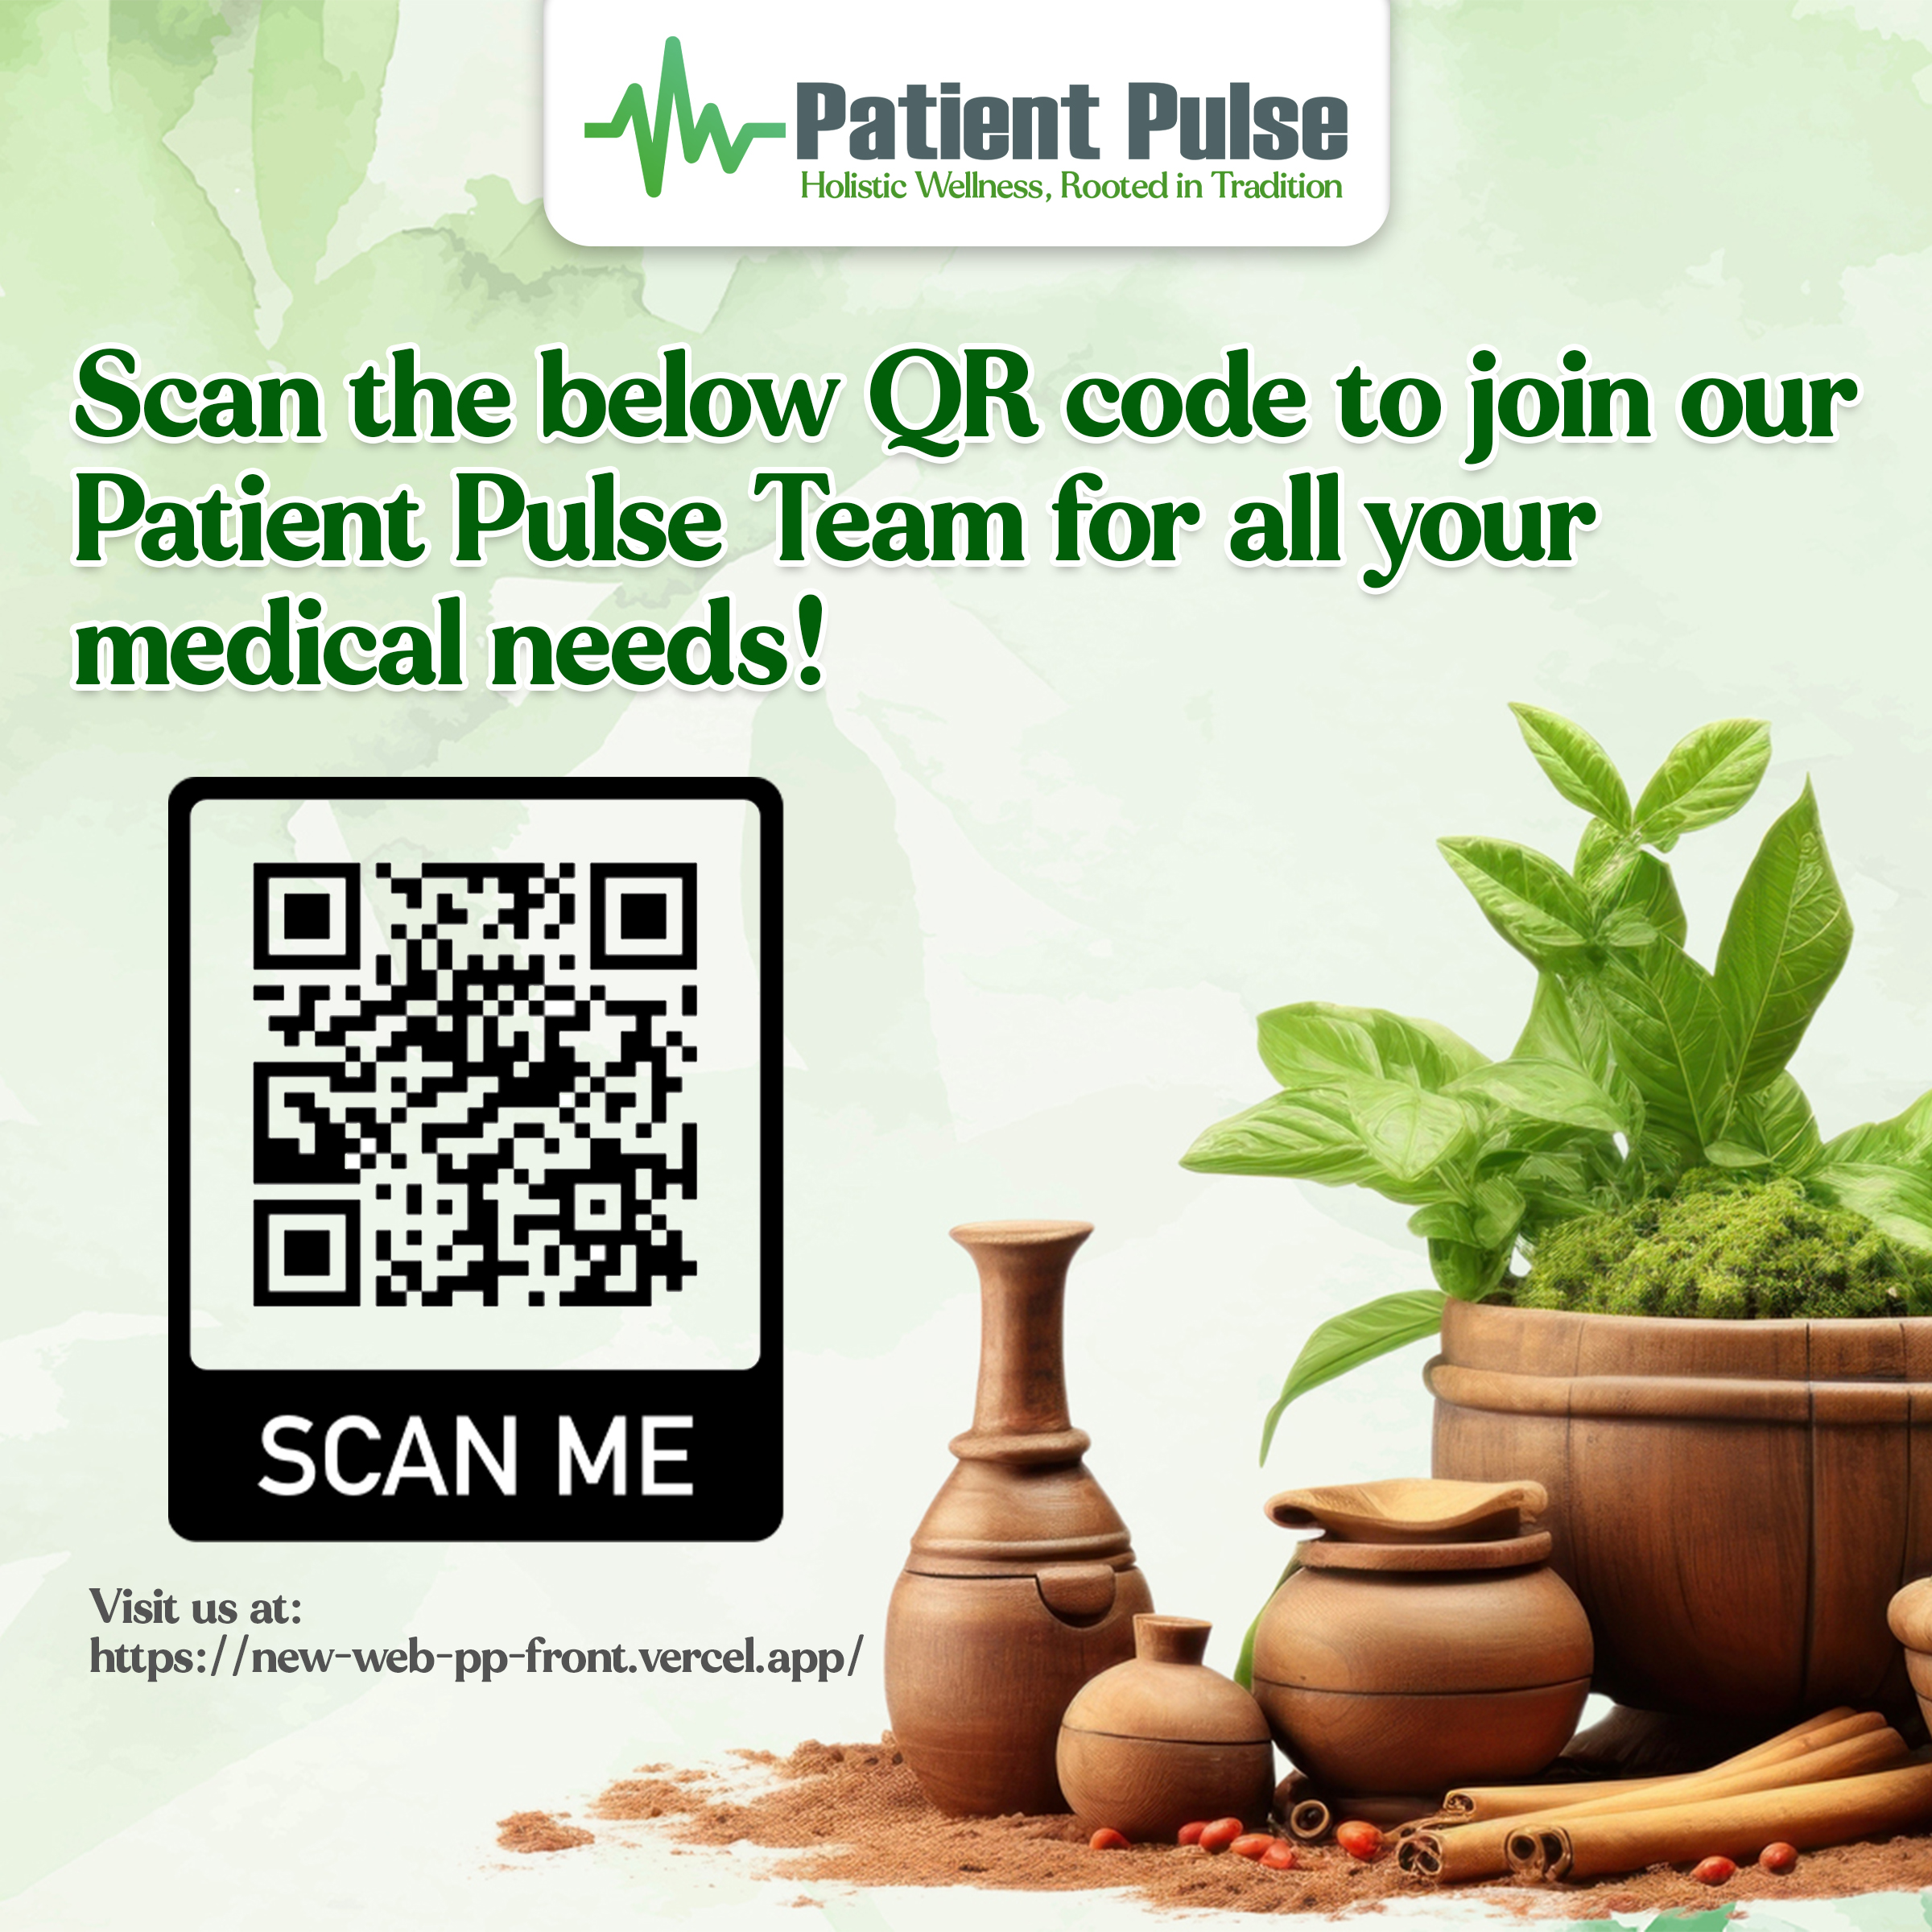 Patient Pulse
Holistic Wellness, Rooted in Tradition
Scan the below QR code to join our
Patient Pulse Team for all your
medical needs!
SCAN ME
Visit us at:
https://new-web-pp-front.vercel.app/